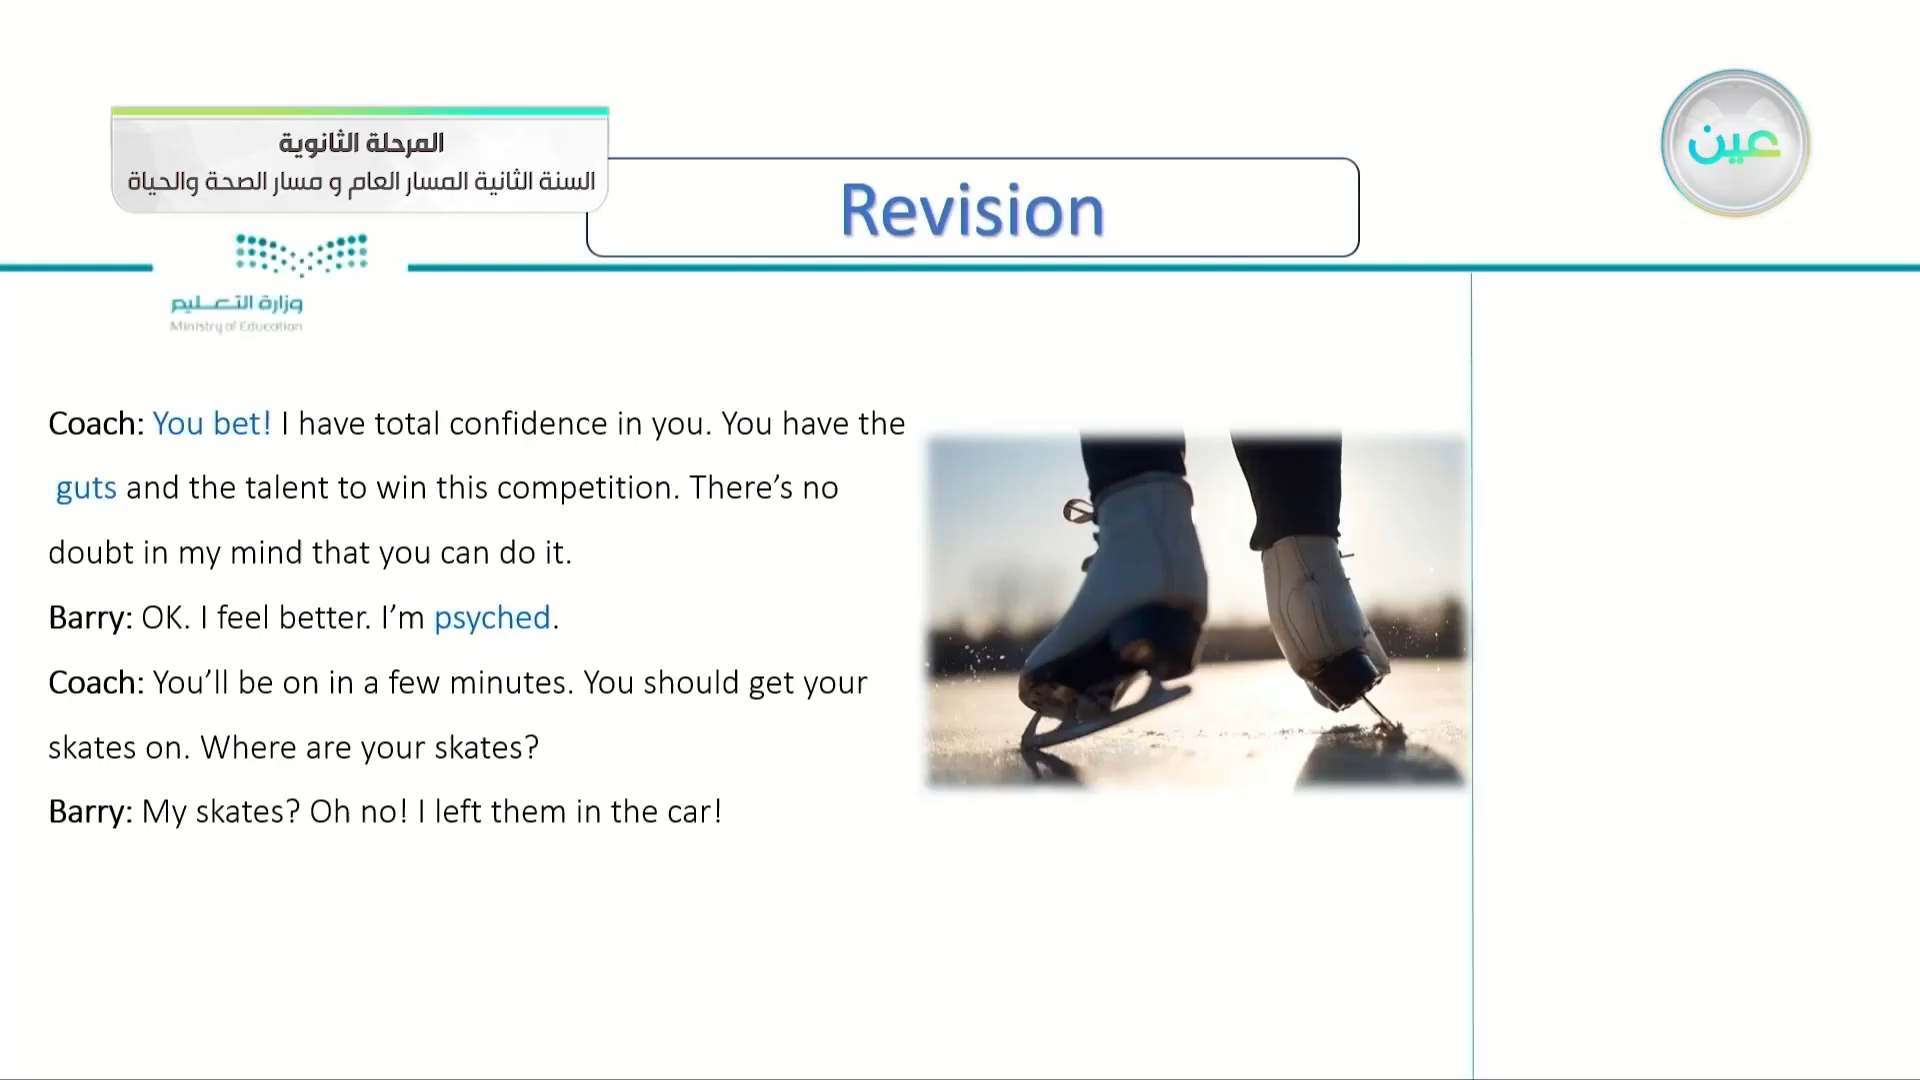 المرحلة الثانوية
السنة الثانية المسار العام و مسار الصحة والحياة
عين
Revision
وزارة التعليم
Ministry of Education
Coach: You bet! I have total confidence in you. You have the
guts and the talent to win this competition. There’s no
doubt in my mind that you can do it.
Barry: OK. I feel better. I’m psyched.
Coach: You’ll be on in a few minutes. You should get your
skates on. Where are your skates?
Barry: My skates? Oh no! I left them in the car!